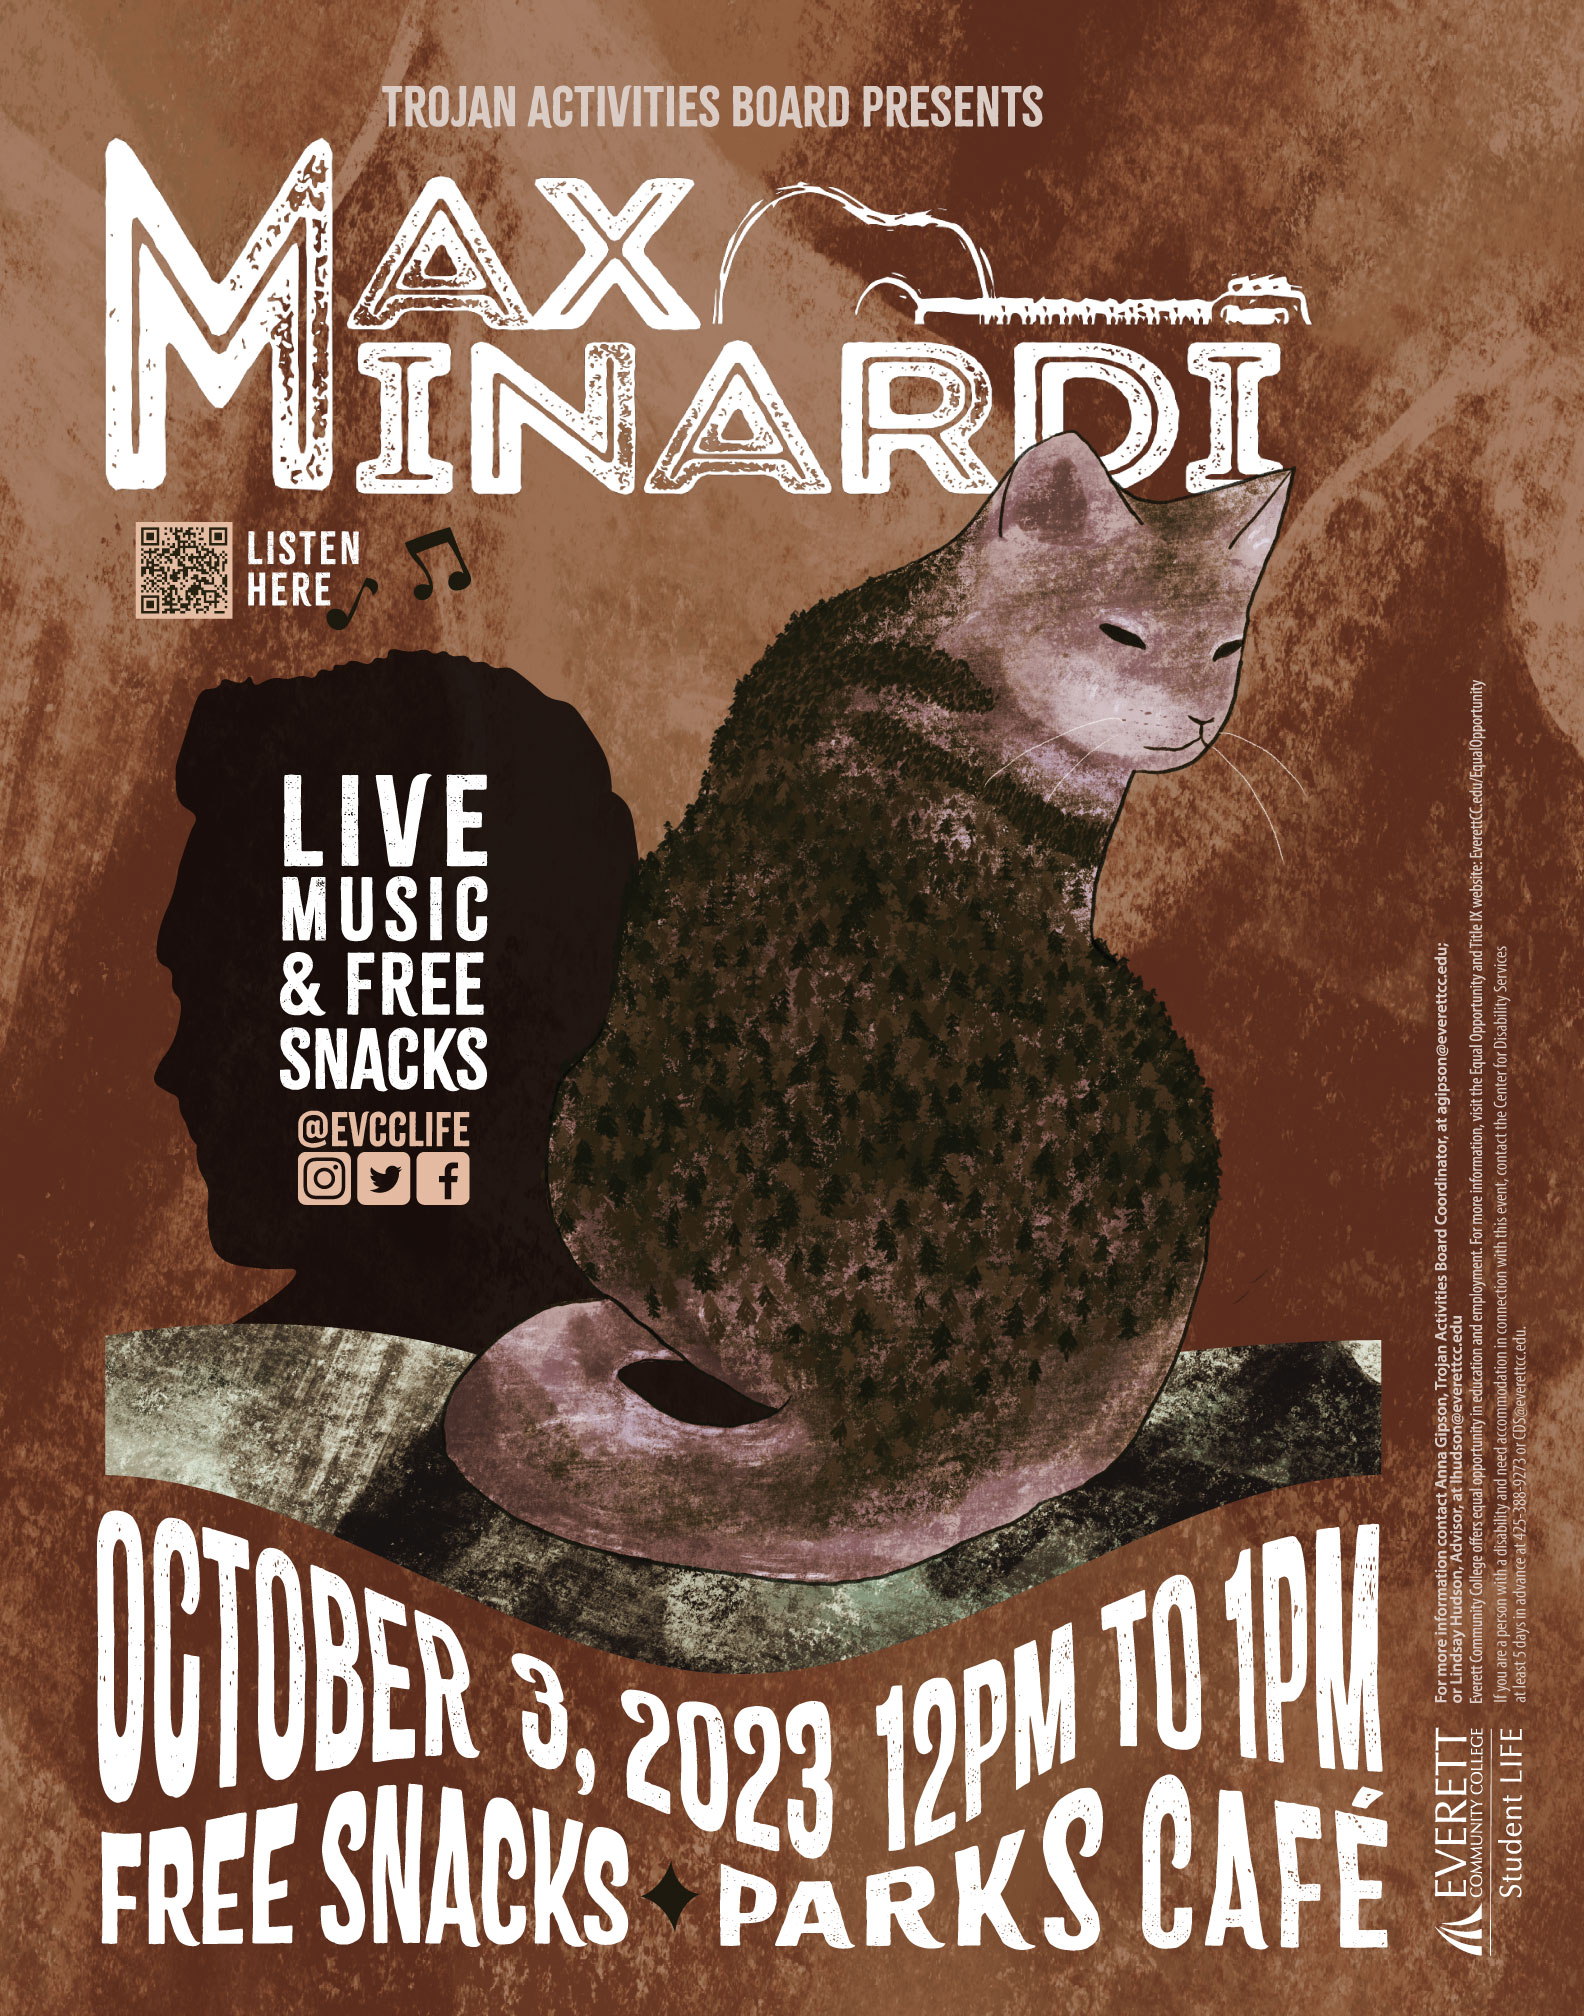 TROJAN ACTIVITIES BOARD PRESENTS
MAX
MINARDI
LISTEN
HERE
LIVE
MUSIC
& FREE
SNACKS
@EVCCLIFE
OCTOBER 3, 2023 12PM TO 1PM
FREE SNACKS PARKS CAFÉ
For more information contact Anna Gipson, Trojan Activities Board Coordinator, at agipson@everettcc.edu;
or Lindsay Hudson, Advisor, at lhudson@everettcc.edu
Everett Community College offers equal opportunity in education and employment. For more information, visit the Equal Opportunity and Title IX website: EverettCC.edu/EqualOpportunity
If you are a person with a disability and need accommodation in connection with this event, contact the Center for Disability Services
at least 5 days in advance at 425-388-9273 or CDS@everettcc.edu.
EVERETT
COMMUNITY COLLEGE
Student LIFE